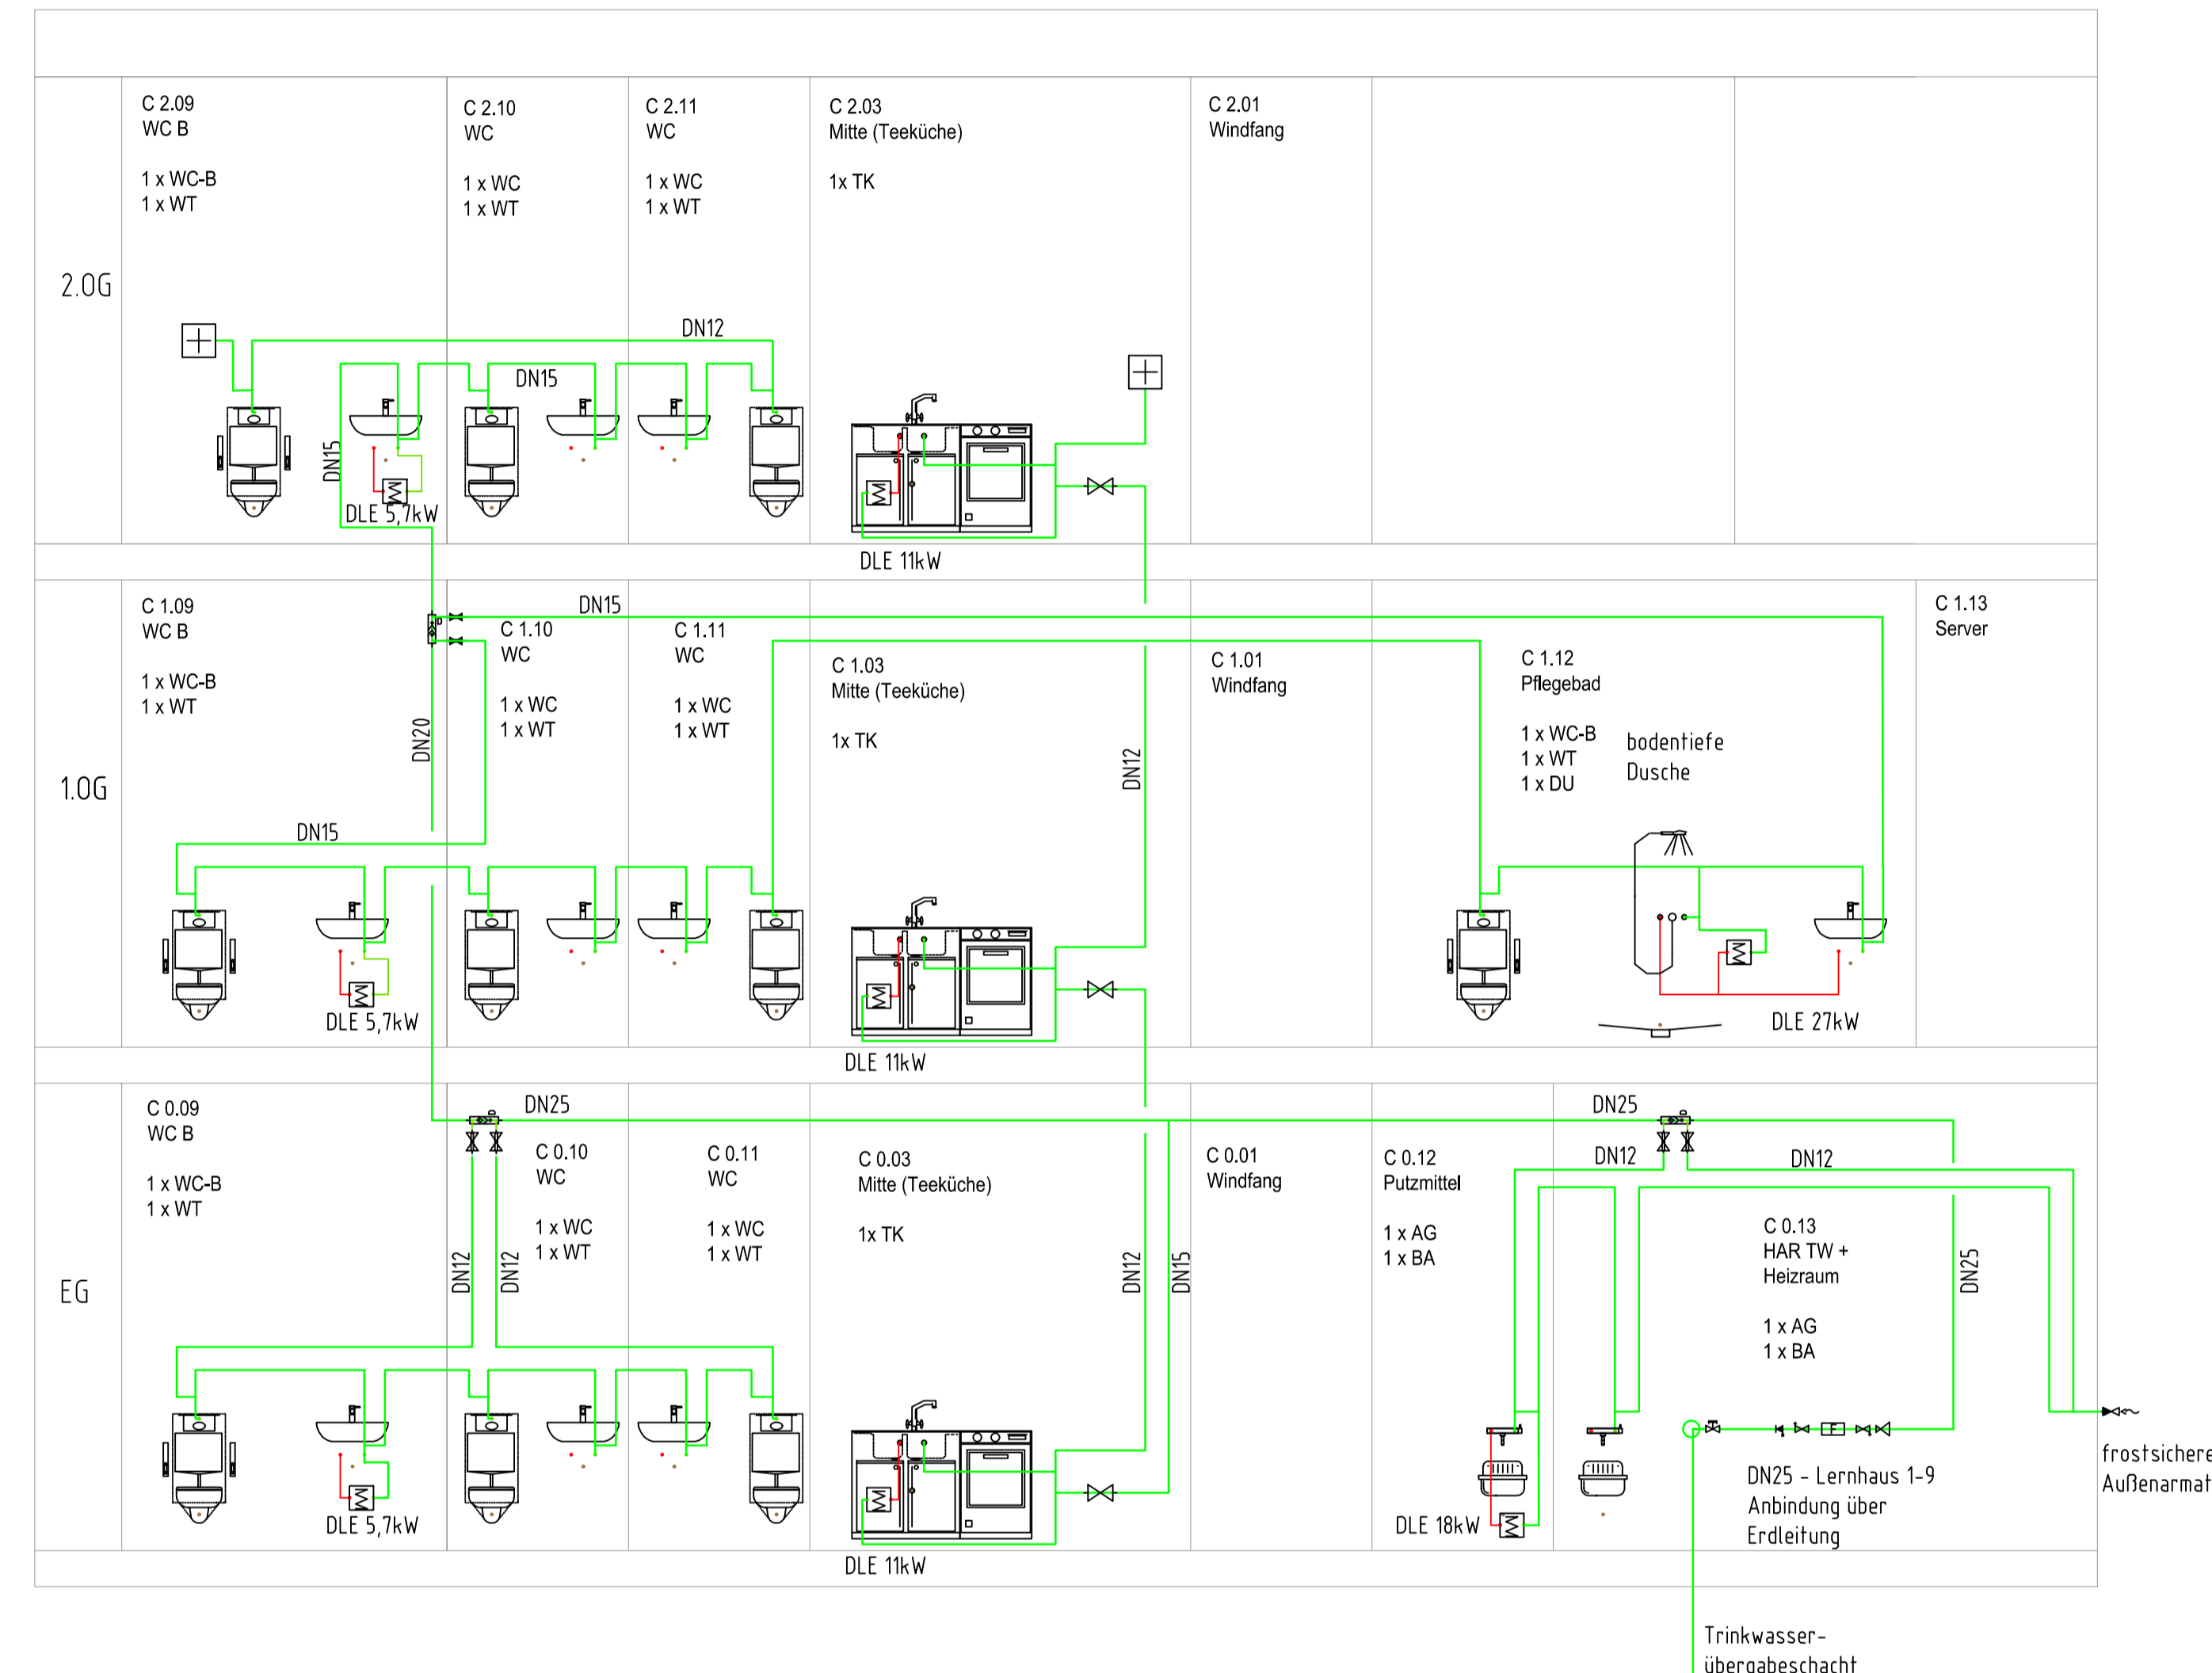 C 2.09
WC B
1 x WC-B
1 x WT
C 2.10
WC
1 x WC
1 x WT
C 2.11
WC
1 x WC
1 x WT
C 2.03
Mitte (Teeküche)
1x TK
C 2.01
Windfang
2.OG
DN12
DN15
DN15
DLE 5,7kW
DLE 11kW
C 1.09
WC B
1 x WC-B
1 x WT
DN15
C 1.10
WC
1 x WC
1 x WT
C 1.11
WC
1 x WC
1 x WT
C 1.03
Mitte (Teeküche)
1x TK
C 1.01
Windfang
C 1.12
Pflegebad
1 x WC-B
1 x WT
1 x DU
bodentiefe
Dusche
C 1.13
Server
1.OG
DN20
DN12
DN15
DLE 5,7kW
DLE 11kW
DLE 27kW
C 0.09
WC B
1 x WC-B
1 x WT
DN25
C 0.10
WC
1 x WC
1 x WT
C 0.11
WC
1 x WC
1 x WT
C 0.03
Mitte (Teeküche)
1x TK
C 0.01
Windfang
C 0.12
Putzmittel
1 x AG
1 x BA
DN25
DN12
DN12
C 0.13
HAR TW +
Heizraum
1 x AG
1 x BA
EG
DN12
DN12
DN12
DN15
DN25
F
DLE 5,7kW
DLE 11kW
DLE 18kW
DN25 - Lernhaus 1-9
Anbindung über
Erdleitung
frostsichere
Außenarmat
Trinkwasser-
übergabeschacht